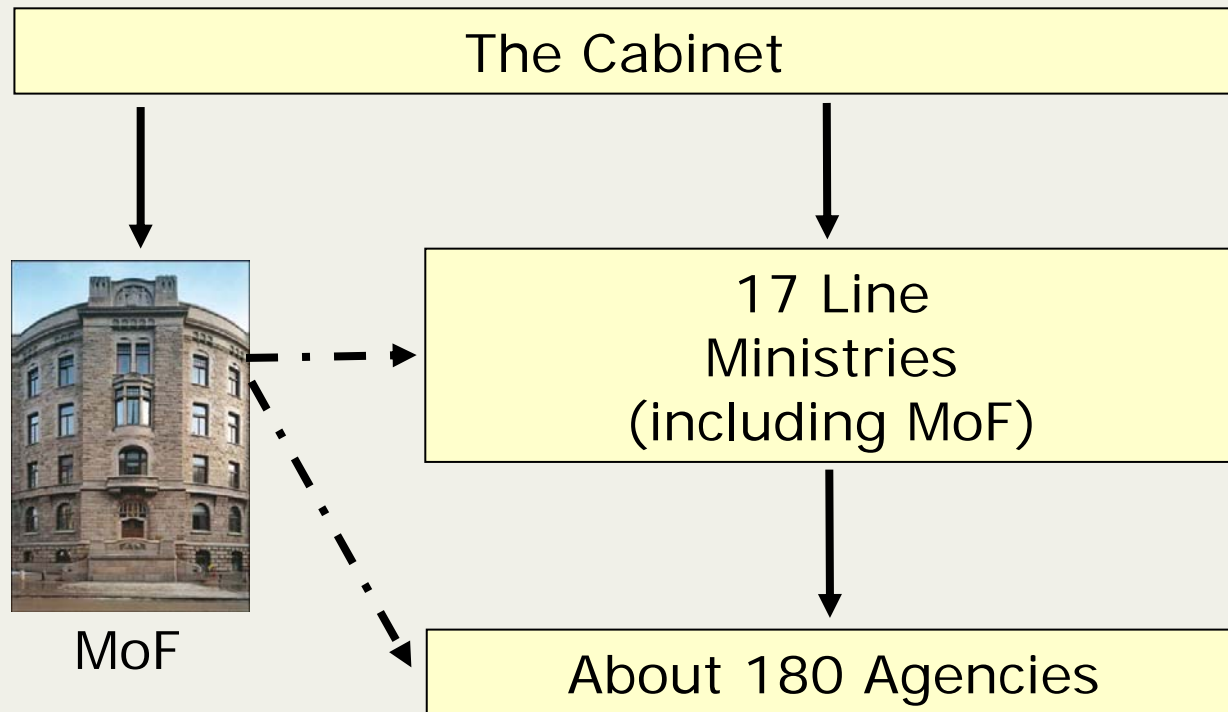 The Cabinet
17 Line
Ministries
(including MoF)
MoF
About 180 Agencies